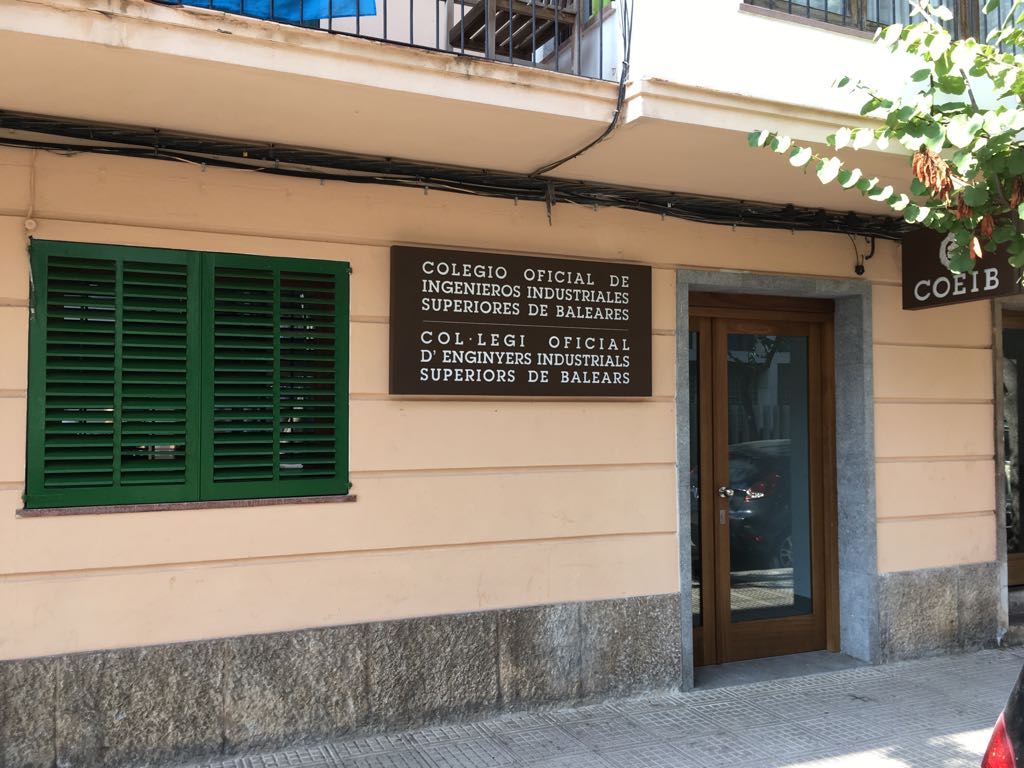 COLEGIO OFICIAL DE
INGENIEROS INDUSTRIALES
SUPERIORES DE BALEARES
COL·LEGI OFICIAL
D' ENGINYERS INDUSTRIALS
SUPERIORS DE BALEARS
COEIB